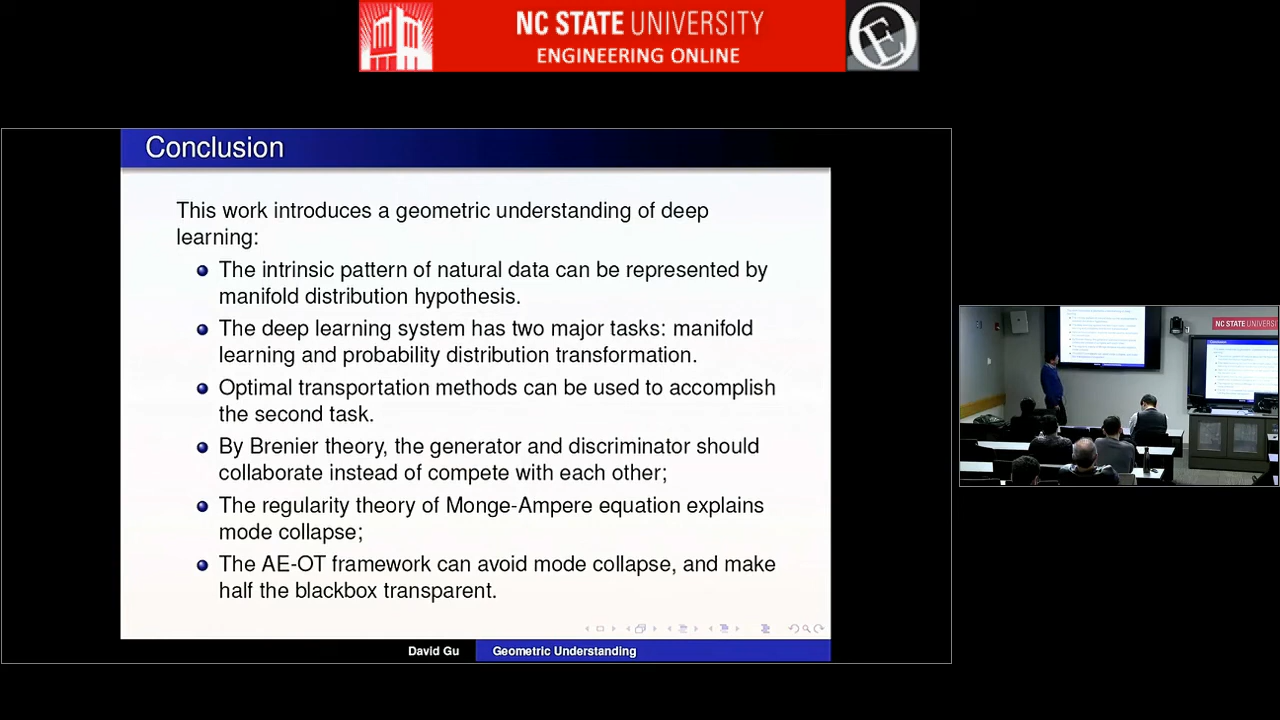 NC STATE UNIVERSITY
ENGINEERING ONLINE
Conclusion
This work introduces a geometric understanding of deep
learning:
The intrinsic pattern of natural data can be represented by
manifold distribution hypothesis.
The deep learning system has two major tasks: manifold
learning and probability distribution transformation.
Optimal transportation methods can be used to accomplish
the second task.
By Brenier theory, the generator and discriminator should
collaborate instead of compete with each other;
The regularity theory of Monge-Ampere equation explains
mode collapse;
The AE-OT framework can avoid mode collapse, and make
half the blackbox transparent.
David Gu
Geometric Understanding
NC STATE UNIVERSI